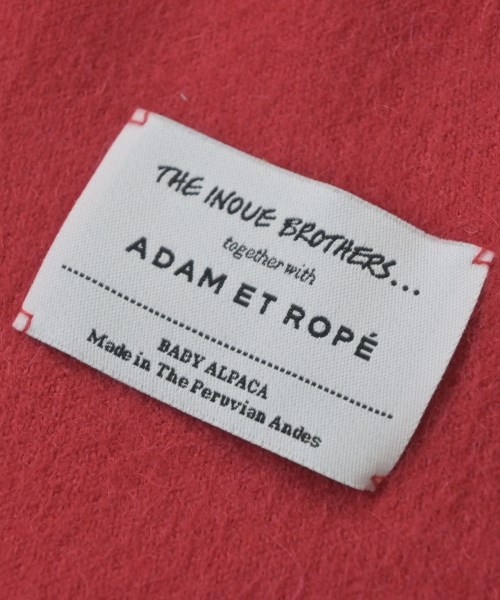 THE INOUE BROTHERS...
together with
ADAM ET ROPÉ
BABY ALPACA
Made in The Peruvian Andes